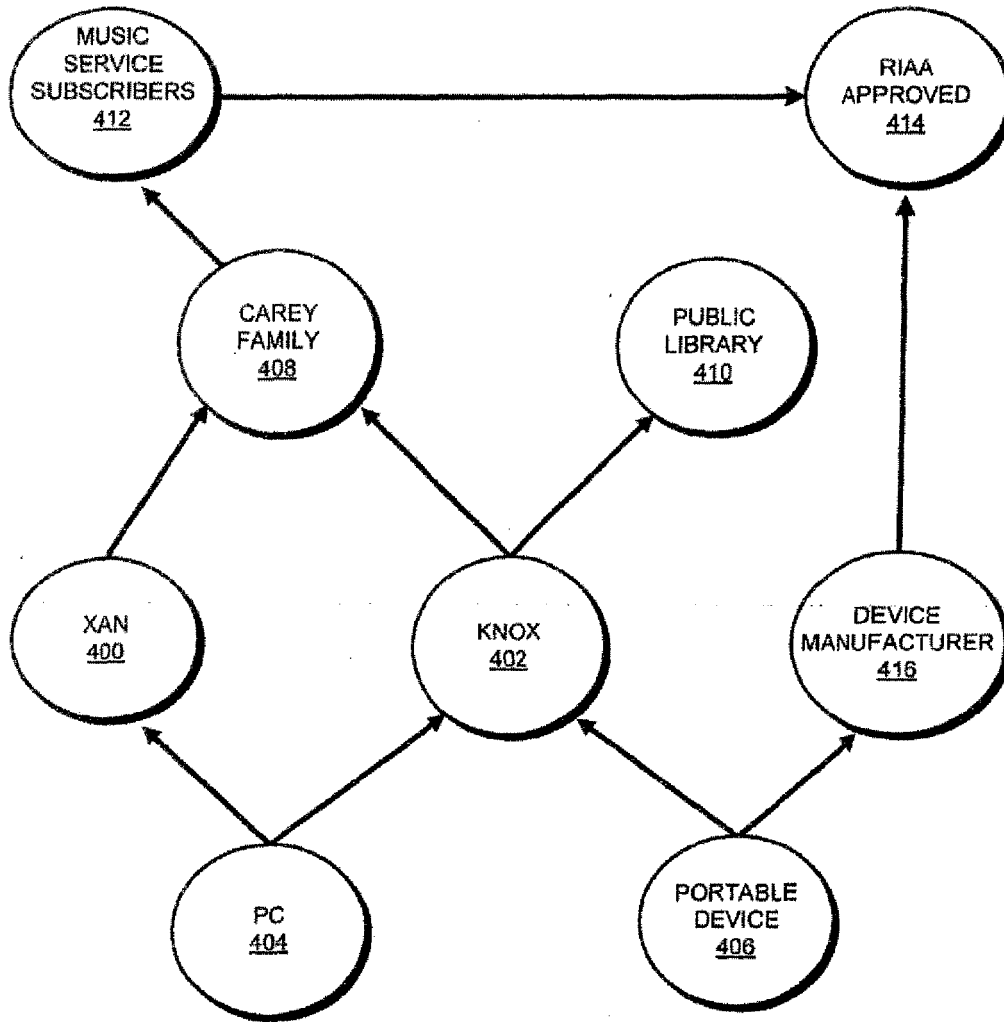 MUSIC
SERVICE
SUBSCRIBERS
412
RIAA
APPROVED
414
CAREY
FAMILY
408
PUBLIC
LIBRARY
410
XAN
400
KNOX
402
DEVICE
MANUFACTURER
416
PC
404
PORTABLE
DEVICE
406